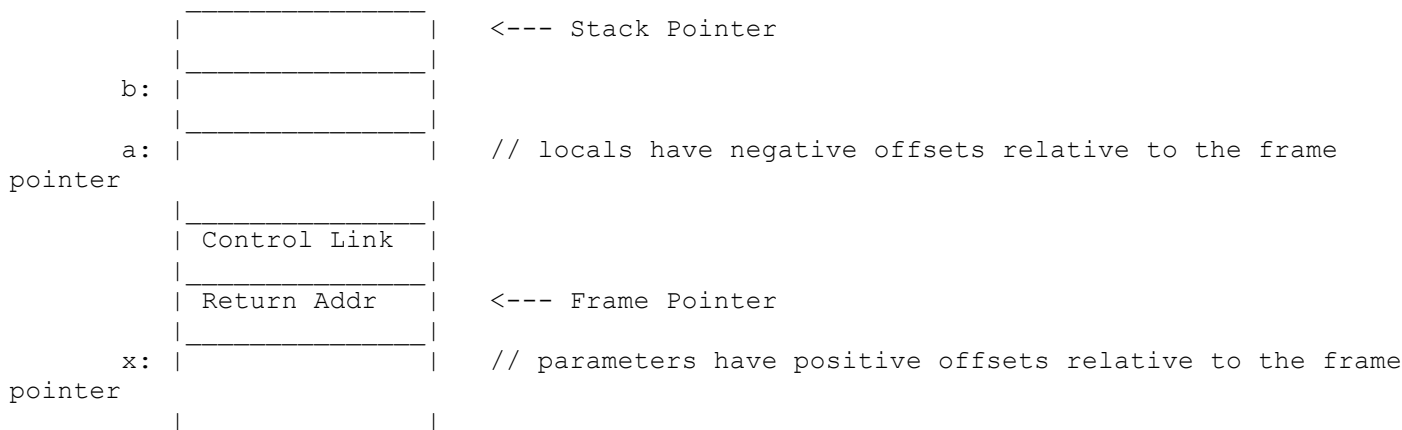 <--- Stack Pointer
b:
a: // locals have negative offsets relative to the frame
pointer
Control Link
Return Addr <--- Frame Pointer
x: // parameters have positive offsets relative to the frame
pointer